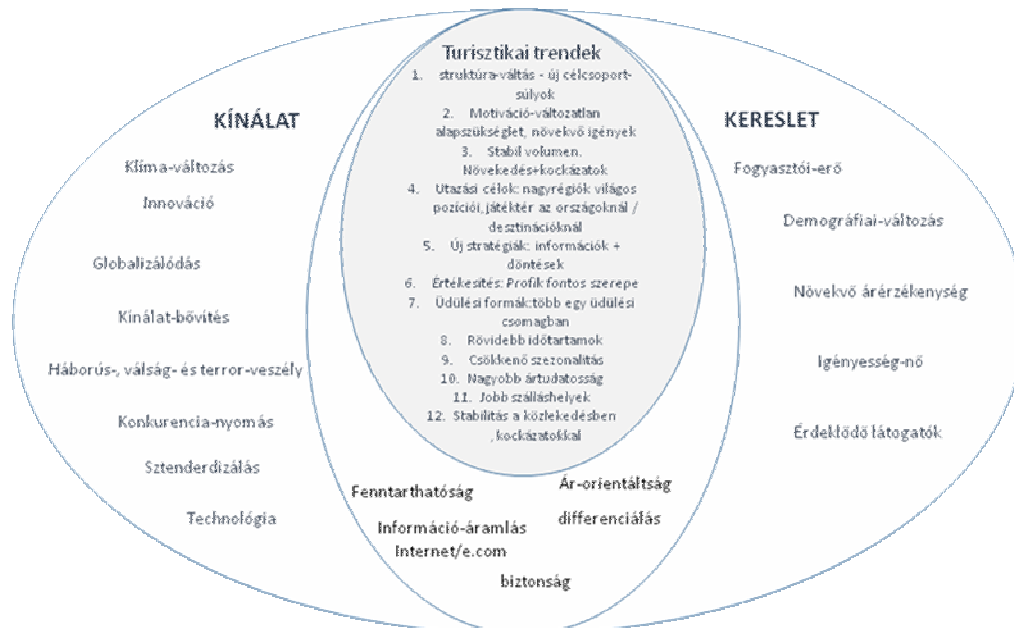 Turisztikai trendek
1. struktúra-váltás - új célcsoport-
súlyok
2. Motiváció-változatlan
alapszükséglet, növekvő igények
3. Stabil volumen.
Növekedés+kockázatok
4. Utazási célok: nagyrégiók világos
pozíciói, játéktér az országoknál /
desztinációknál
5. Új stratégiák: információk +
döntések
6. Értékesítés: Profik fontos szerepe
7. Üdülési formák:több egy üdülési
csomagban
8. Rövidebb időtartamok
9. Csökkenő szezonalitás
10. Nagyobb ártudatosság
11. Jobb szálláshelyek
12. Stabilitás a közlekedésben
,kockázatokkal
KÍNÁLAT
Klíma-változás
Innováció
Globalizálódás
Kínálat-bővítés
Háborús-, válság- és terror-veszély
Konkurencia-nyomás
Sztenderdizálás
Technológia
KERESLET
Fogyasztói-erő
Demográfiai-változás
Növekvő árérzékenység
Igényesség-nő
Érdeklődő látogatók
Fenntarthatóság
Ár-orientáltság
Információ-áramlás
differenciálás
Internet/e.com
biztonság